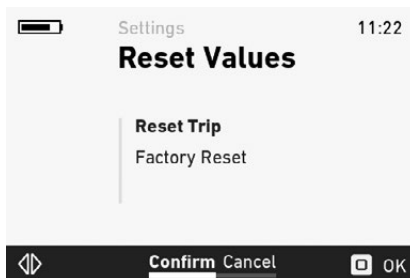 Settings
11:22
Reset Values
Reset Trip
Factory Reset
Confirm Cancel
OK